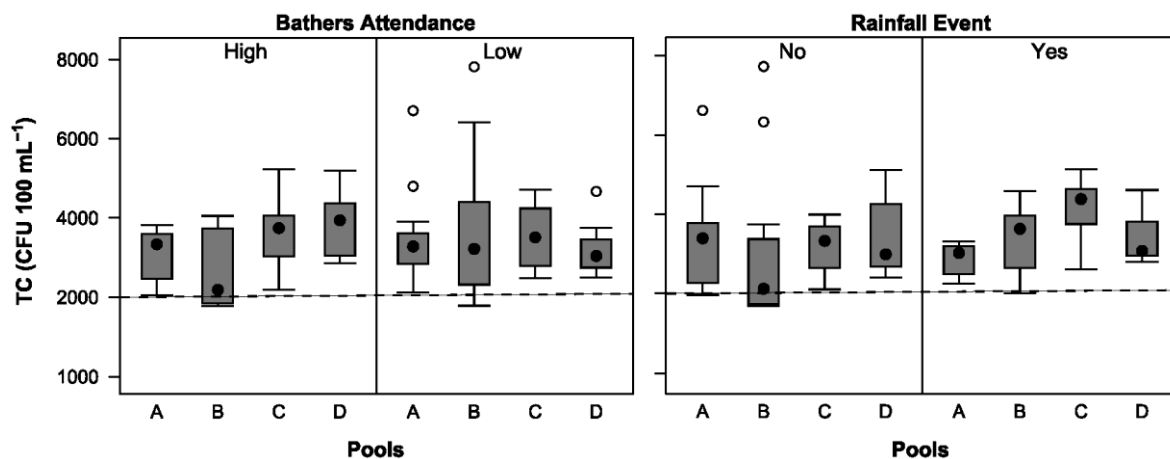 Bathers Attendance
Rainfall Event
High
Low
No
Yes
TC (CFU 100 mL⁻¹)
8000
6000
4000
2000
1000
A B C D A B C D
A B C D A B C D
Pools
Pools